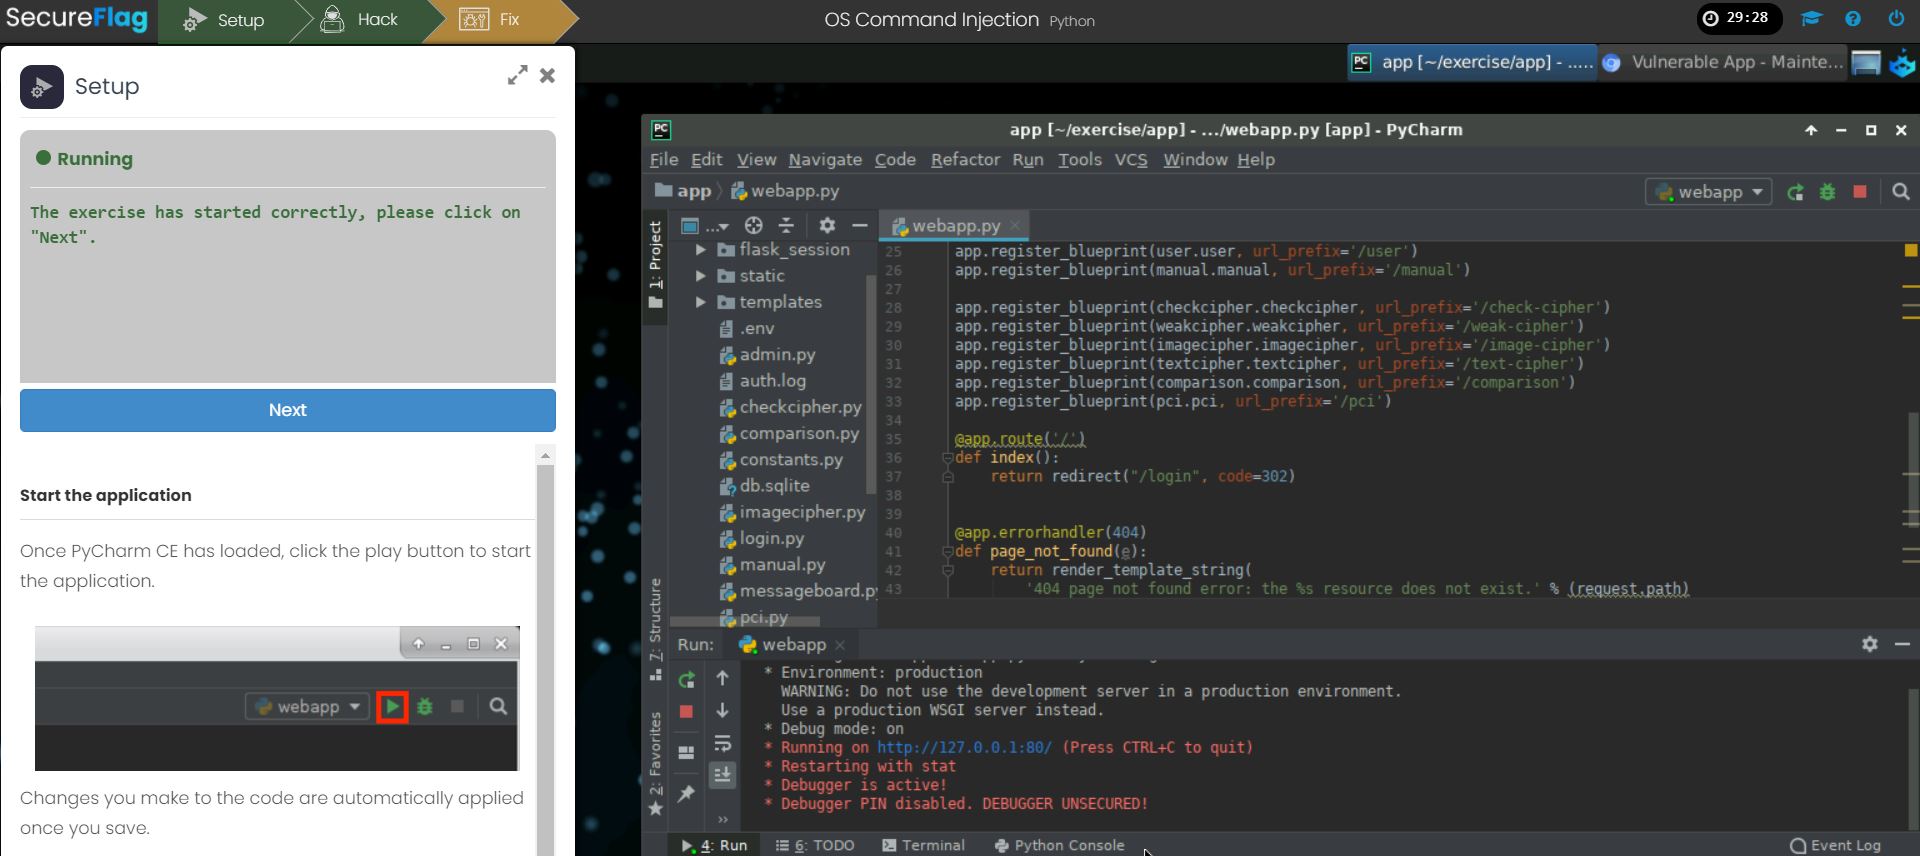 SecureFlag
Setup
Hack
Fix
OS Command Injection Python
29:28
app [~/exercise/app] - .....
Vulnerable App - Mainte...
Setup
Running
The exercise has started correctly, please click on
"Next".
Next
Start the application
Once PyCharm CE has loaded, click the play button to start
the application.
webapp
Changes you make to the code are automatically applied
once you save.
PC
app [~/exercise/app] - .../webapp.py [app] - PyCharm
File Edit View Navigate Code Refactor Run Tools VCS Window Help
app
webapp.py
webapp
1: Project
7: Structure
2: Favorites
...
flask_session
static
templates
.env
admin.py
auth.log
checkcipher.py
comparison.py
constants.py
db.sqlite
imagecipher.py
login.py
manual.py
messageboard.py
pci.py
webapp.py
25 app.register_blueprint(user.user, url_prefix='/user')
26 app.register_blueprint(manual.manual, url_prefix='/manual')
27
28 app.register_blueprint(checkcipher.checkcipher, url_prefix='/check-cipher')
29 app.register_blueprint(weakcipher.weakcipher, url_prefix='/weak-cipher')
30 app.register_blueprint(imagecipher.imagecipher, url_prefix='/image-cipher')
31 app.register_blueprint(textcipher.textcipher, url_prefix='/text-cipher')
32 app.register_blueprint(comparison.comparison, url_prefix='/comparison')
33 app.register_blueprint(pci.pci, url_prefix='/pci')
34
35 @app.route('/')
36 def index():
37 return redirect("/login", code=302)
38
39
40 @app.errorhandler(404)
41 def page_not_found(e):
42 return render_template_string(
43 '404 page not found error: the %s resource does not exist.' % (request.path)
Run:
webapp
* Environment: production
WARNING: Do not use the development server in a production environment.
Use a production WSGI server instead.
* Debug mode: on
* Running on http://127.0.0.1:80/ (Press CTRL+C to quit)
* Restarting with stat
* Debugger is active!
* Debugger PIN disabled. DEBUGGER UNSECURED!
4: Run
6: TODO
Terminal
Python Console
Event Log